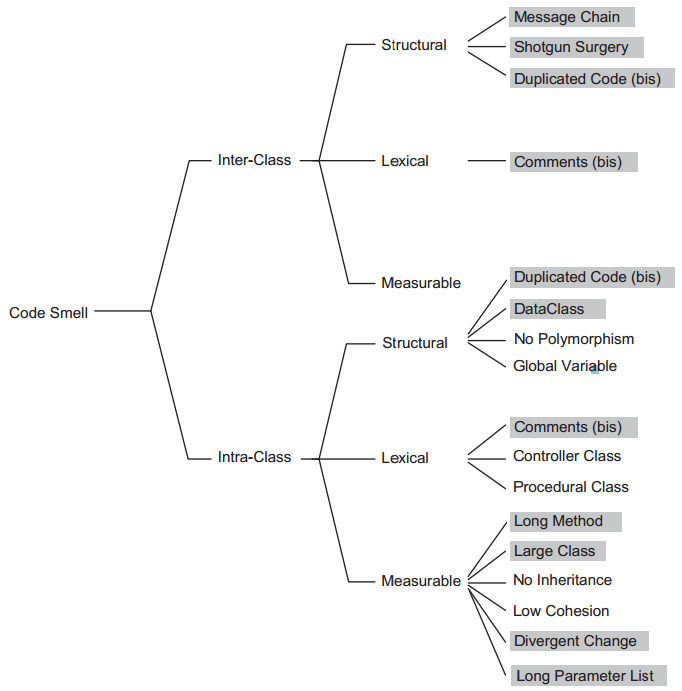 Message Chain
Structural
Shotgun Surgery
Duplicated Code (bis)
Inter-Class
Lexical
Comments (bis)
Measurable
Duplicated Code (bis)
Code Smell
DataClass
Structural
No Polymorphism
Global Variable
Comments (bis)
Intra-Class
Lexical
Controller Class
Procedural Class
Long Method
Large Class
Measurable
No Inheritance
Low Cohesion
Divergent Change
Long Parameter List